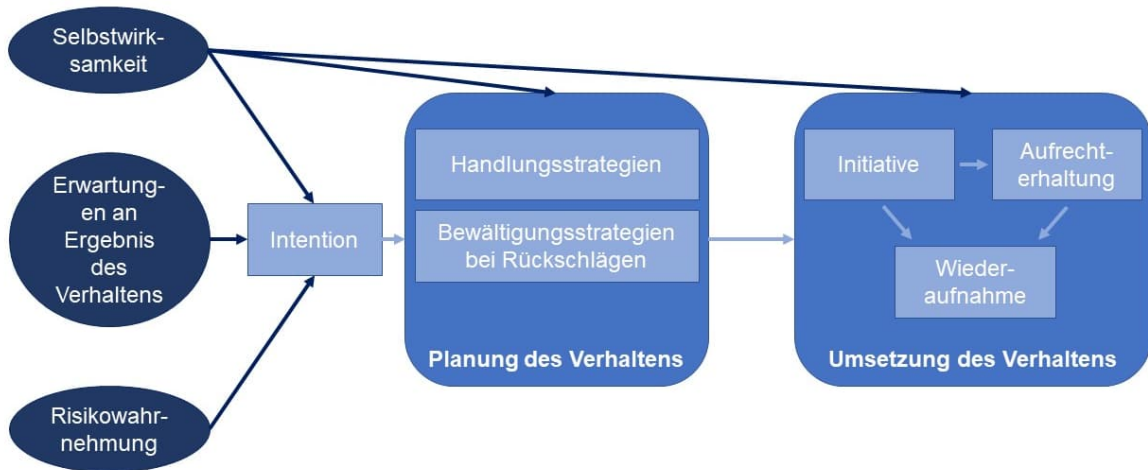 Selbstwirk-
samkeit
Erwartung-
en an
Ergebnis
des
Verhaltens
Risikowahr-
nehmung
Intention
Handlungsstrategien
Bewältigungsstrategien
bei Rückschlägen
Planung des Verhaltens
Initiative
Aufrecht-
erhaltung
Wieder-
aufnahme
Umsetzung des Verhaltens